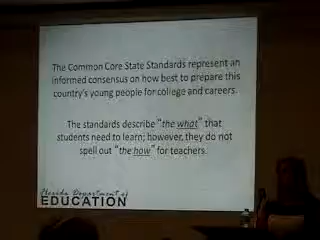 The Common Core State Standards represent an
informed consensus on how best to prepare this
country's young people for college and careers.
The standards describe "the what" that
students need to learn; however, they do not
spell out "the how" for teachers.
Florida Department of
EDUCATION